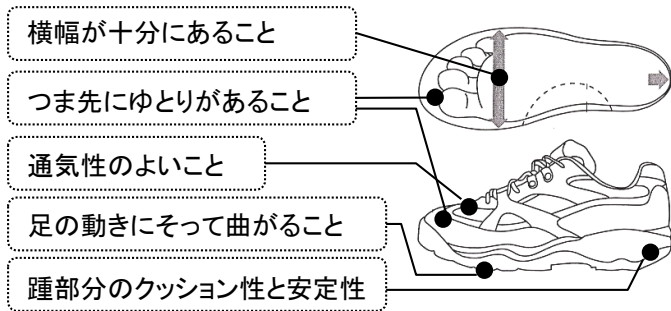 横幅が十分にあること
つま先にゆとりがあること
通気性のよいこと
足の動きにそって曲がること
踵部分のクッション性と安定性